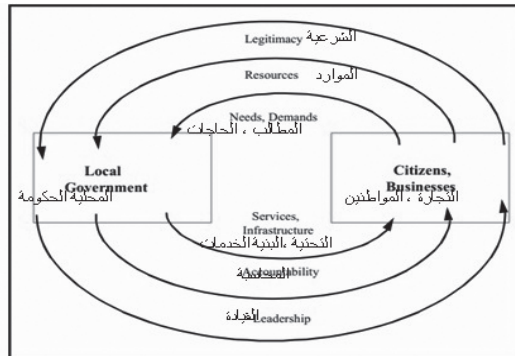 Legitimacy الشرعية
Resources الموارد
Needs, Demands
المطالب ، الحاجات
Local
Government
المحلية الحكومة
Citizens,
Businesses
التجارة ، المواطنين
Services,
Infrastructure
التحتية ،البنية الخدمات
Accountability
المحاسبة
القيادة Leadership